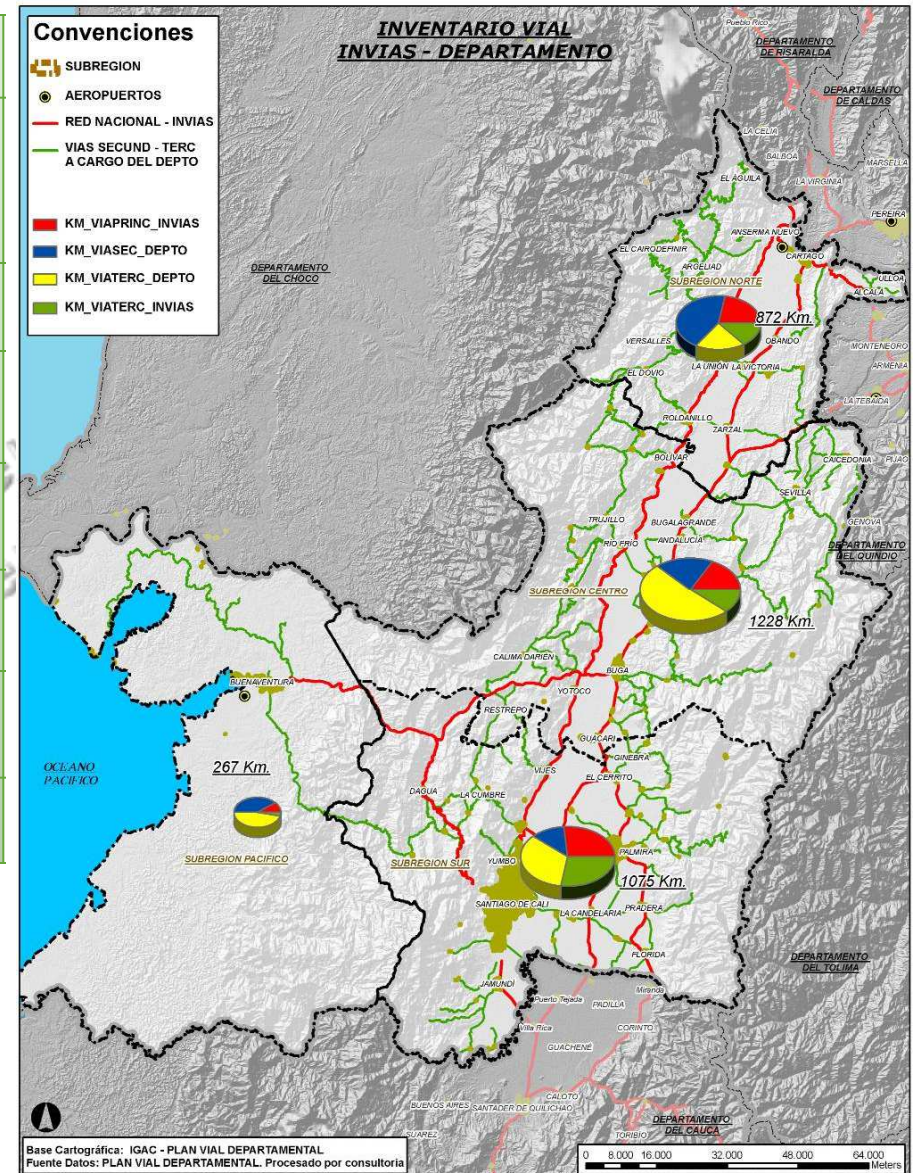 Convenciones
SUBREGION
AEROPUERTOS
RED NACIONAL - INVIAS
VIAS SECUND - TERC
A CARGO DEL DEPTO
KM_VIAPRINC_INVIAS
KM_VIASEC_DEPTO
KM_VIATERC_DEPTO
KM_VIATERC_INVIAS
INVENTARIO VIAL
INVIAS - DEPARTAMENTO
Pueblo Rico
DEPARTAMENTO
DE RISARALDA
DEPARTAMENTO
DE CALDAS
LA CELIA
BALBOA
MARSELLA
LA VIRGINIA
EL AGUILA
PEREIRA
ANSERMA NUEVO
EL CAIRODEFINIR
CARTAGO
ARGELIAD
ULLOA
ALCALA
DEPARTAMENTO
DEL CHOCO
SUBREGION NORTE
872 Km.
VERSALLES
OBANDO
MONTENEGRO
ARMENIA
LA UNIÓN
LA VICTORIA
EL DOVIO
LA TEBAIDA
ROLDANILLO
ZARZAL
BOLIVAR
CAICEDONIA
PIJAO
SEVILLA
TRUJILLO
BUGALAGRANDE
GENOVA
ANDALUCIA
RIO FRIO
DEPARTAMENTO
DEL QUINDIO
SUBREGION CENTRO
1228 Km.
CALIMA DARIEN
BUGA
BUENAVENTURA
YOTOCO
RESTREPO
GUACARI
GINEBRA
OCEANO
PACIFICO
267 Km.
VIJES
EL CERRITO
DAGUA
LA CUMBRE
SUBREGION PACIFICO
SUBREGION SUR
YUMBO
PALMIRA
1075 Km.
SANTIAGO DE CALI
LA CANDELARIA
PRADERA
FLORIDA
DEPARTAMENTO
DEL TOLIMA
JAMUNDÍ
Puerto Tejada
PADILLA
Miranda
Villa Rica
CORINTO
GUACHENÉ
BUENOS AIRES
SANTADER DE QUILICHAO
CALOTO
SUAREZ
TORIBIO
DEPARTAMENTO
DEL CAUCA
Base Cartográfica: IGAC - PLAN VIAL DEPARTAMENTAL
Fuente Datos: PLAN VIAL DEPARTAMENTAL. Procesado por consultoria
0 8.000 16.000 32.000 48.000 64.000
Meters